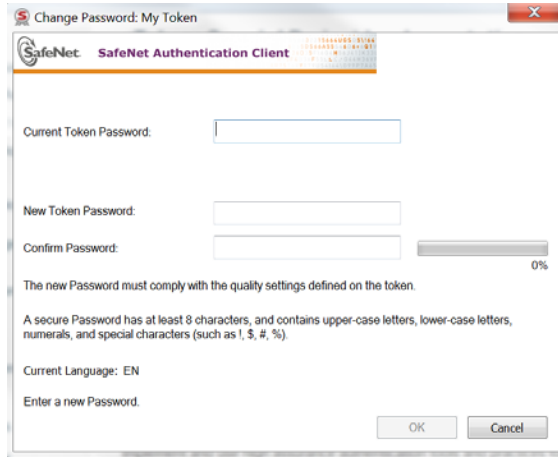 Change Password: My Token
SafeNet. SafeNet Authentication Client
Current Token Password:
New Token Password:
Confirm Password:
0%
The new Password must comply with the quality settings defined on the token.
A secure Password has at least 8 characters, and contains upper-case letters, lower-case letters,
numerals, and special characters (such as !, $, #, %).
Current Language: EN
Enter a new Password.
OK Cancel